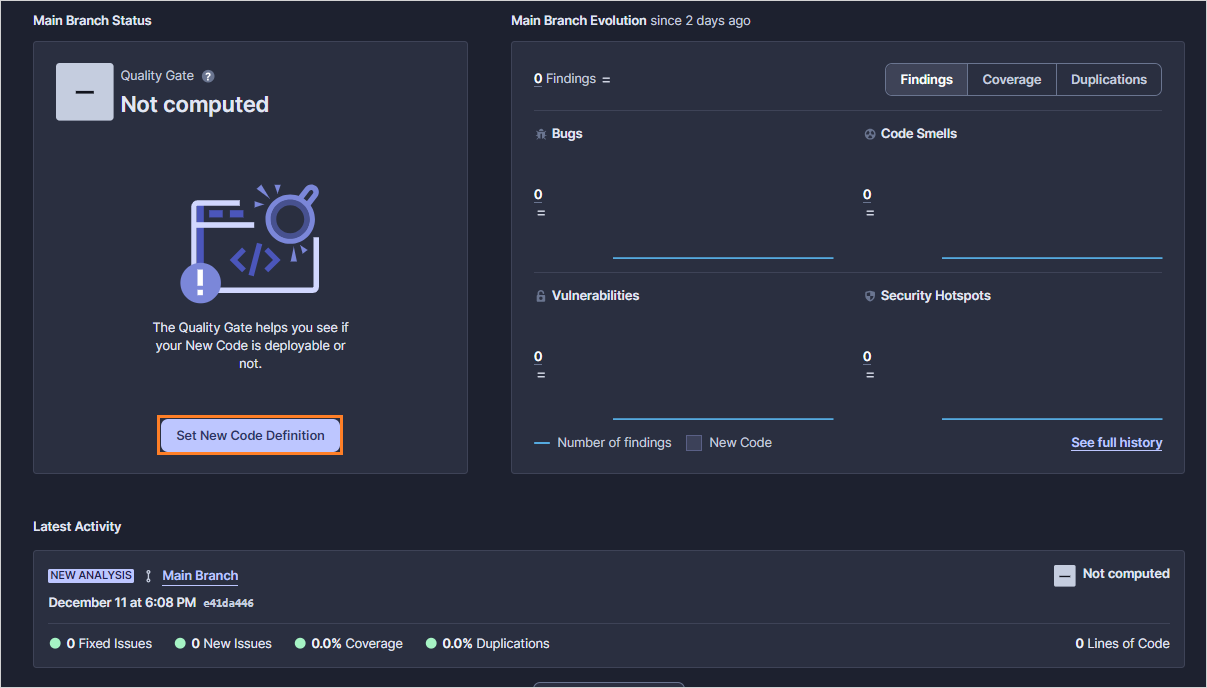 Main Branch Status
Quality Gate ?
Not computed
The Quality Gate helps you see if
your New Code is deployable or
not.
Set New Code Definition
Main Branch Evolution since 2 days ago
0 Findings =
Findings Coverage Duplications
Bugs
0
=
Code Smells
0
=
Vulnerabilities
0
=
Security Hotspots
0
=
Number of findings New Code
See full history
Latest Activity
NEW ANALYSIS Main Branch
Not computed
December 11 at 6:08 PM e41da446
0 Fixed Issues 0 New Issues 0.0% Coverage 0.0% Duplications
0 Lines of Code